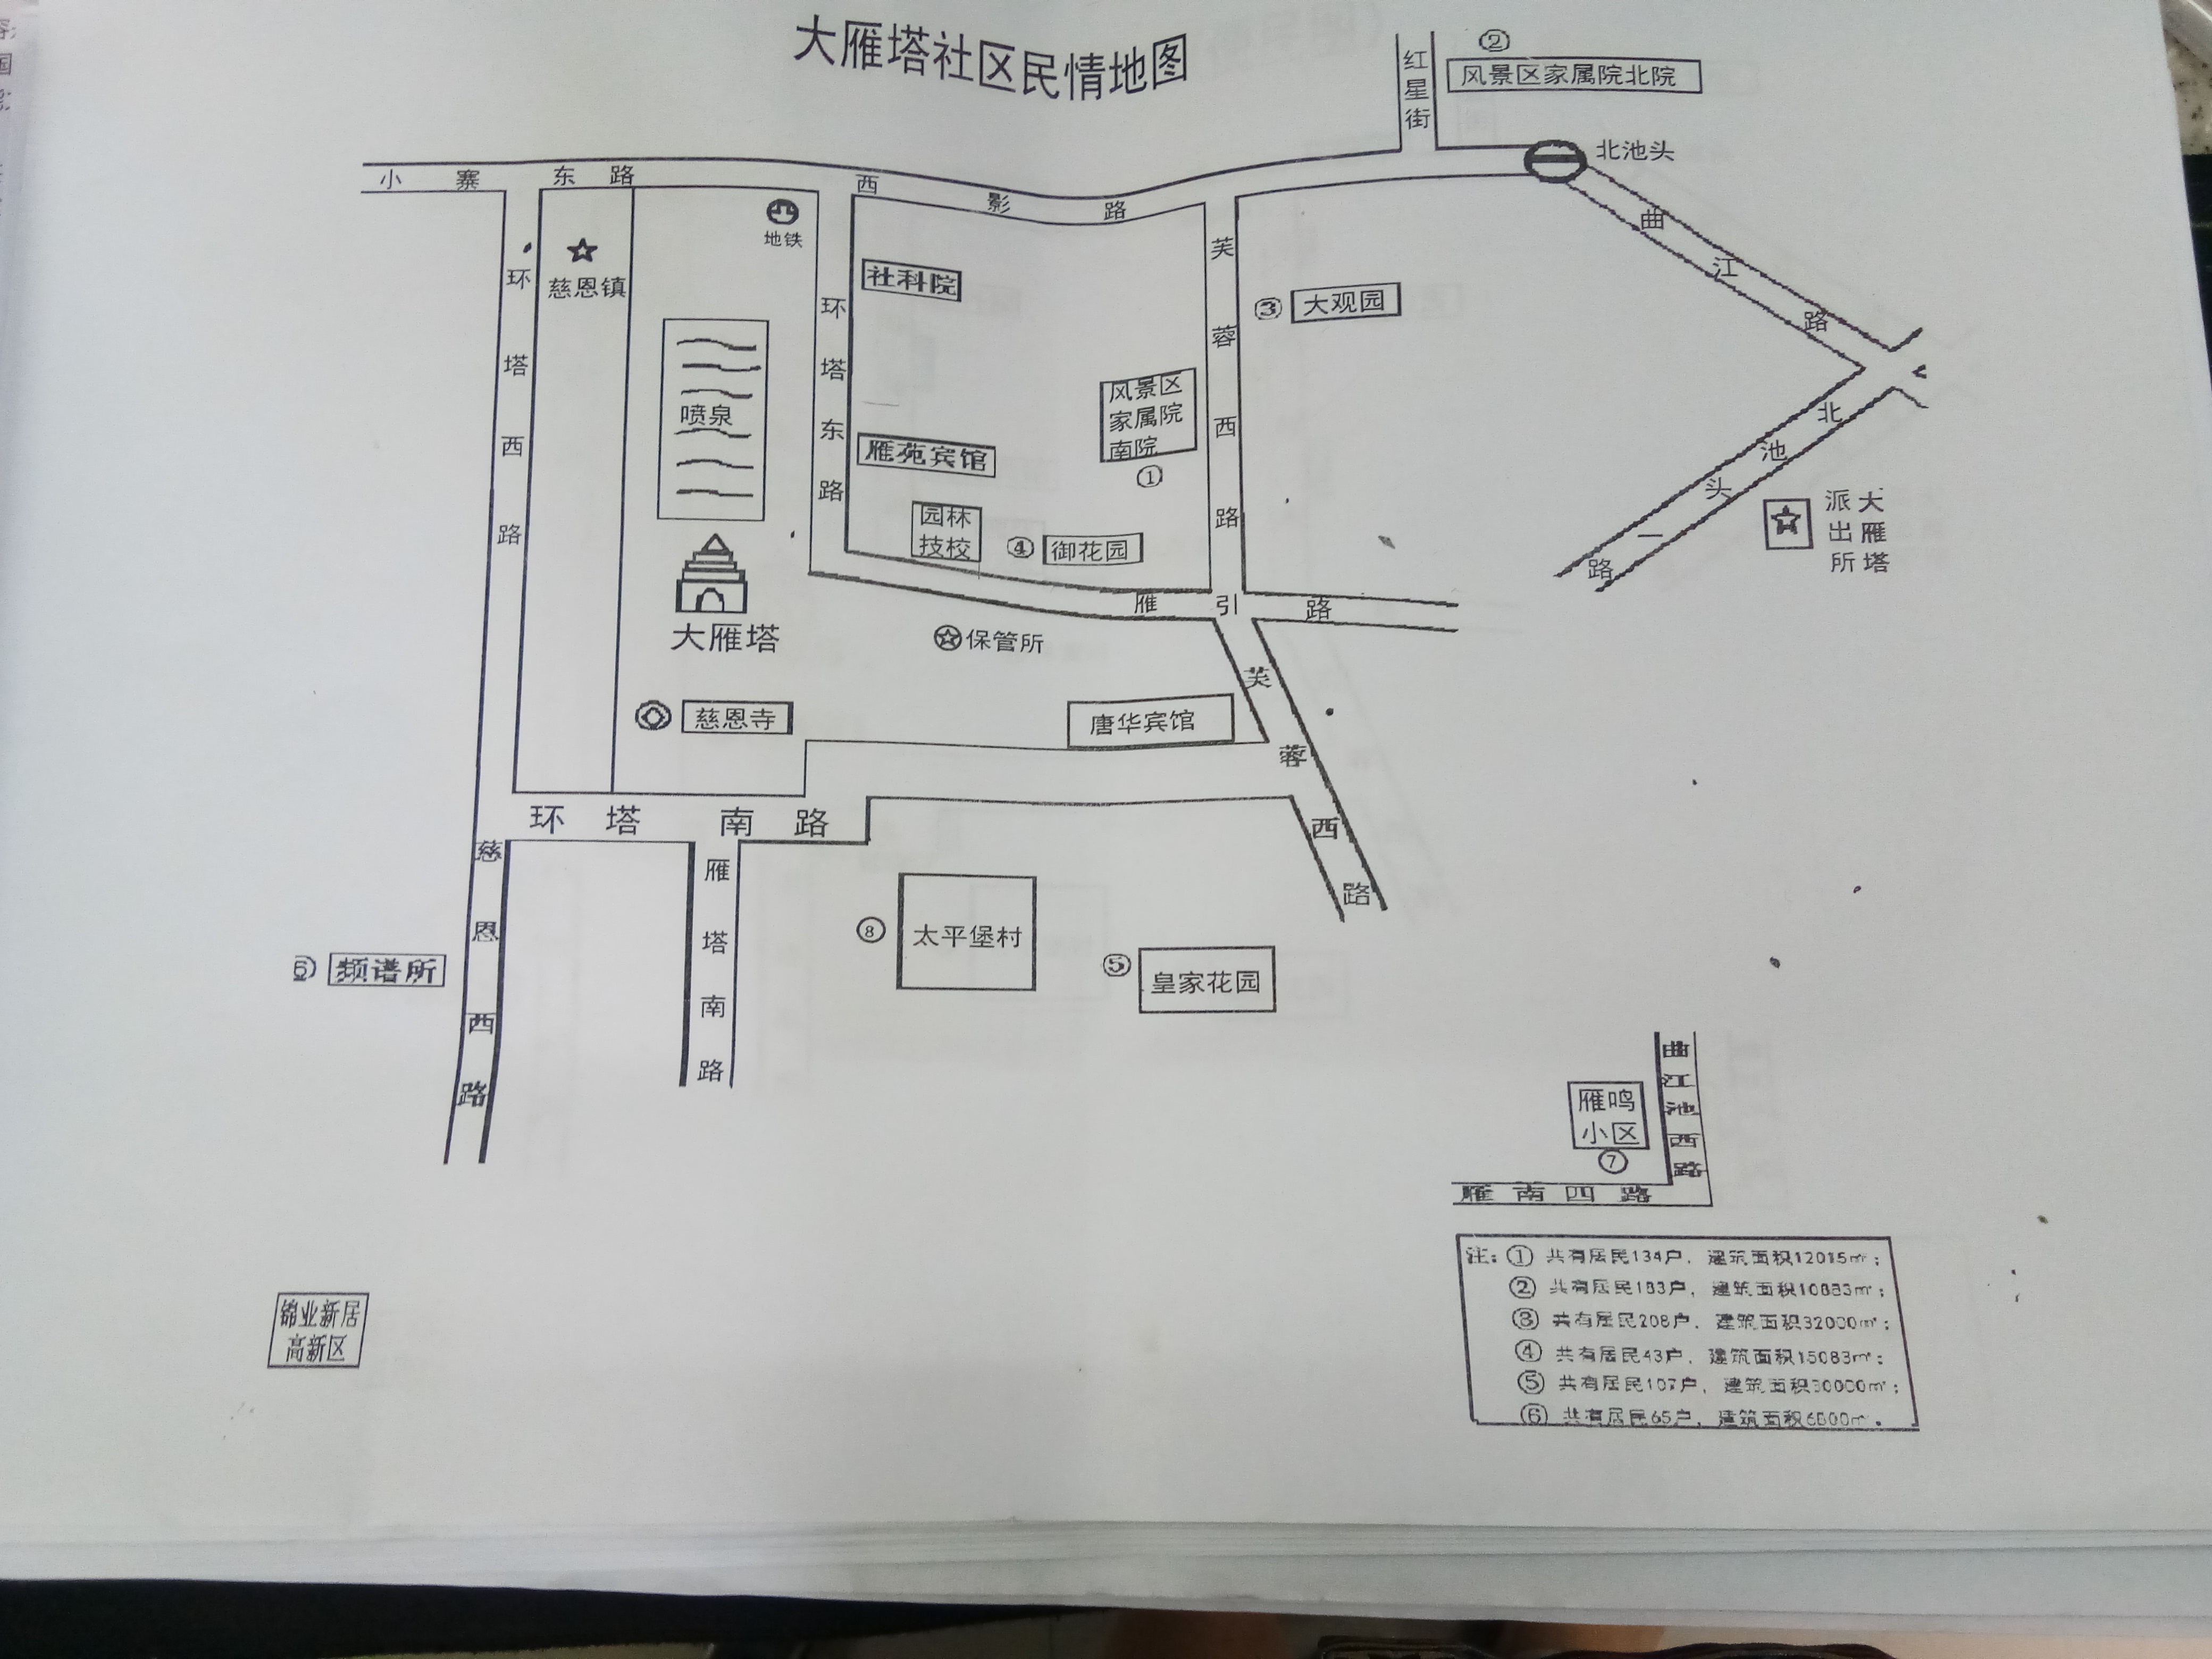 大雁塔社区民情地图
红星街
②
风景区家属院北院
北池头
小寨东路
西影路
曲江路
地铁
慈恩镇
环塔西路
环塔东路
社科院
芙蓉西路
③ 大观园
喷泉
风景区
家属院
南院
①
雁苑宾馆
园林
技校
④ 御花园
北池头一路
大雁塔
派出所
雁引路
大雁塔
保管所
慈恩寺
唐华宾馆
芙蓉西路
环塔南路
慈恩西路
雁塔南路
⑧ 太平堡村
⑤ 皇家花园
⑥ 频谱所
曲江池西路
雁鸣
小区
⑦
雁南四路
锦业新居
高新区
注：① 共有居民134户，建筑面积12015㎡；
② 共有居民183户，建筑面积10883㎡；
③ 共有居民208户，建筑面积32000㎡；
④ 共有居民43户，建筑面积15083㎡；
⑤ 共有居民107户，建筑面积30000㎡；
⑥ 共有居民65户，建筑面积